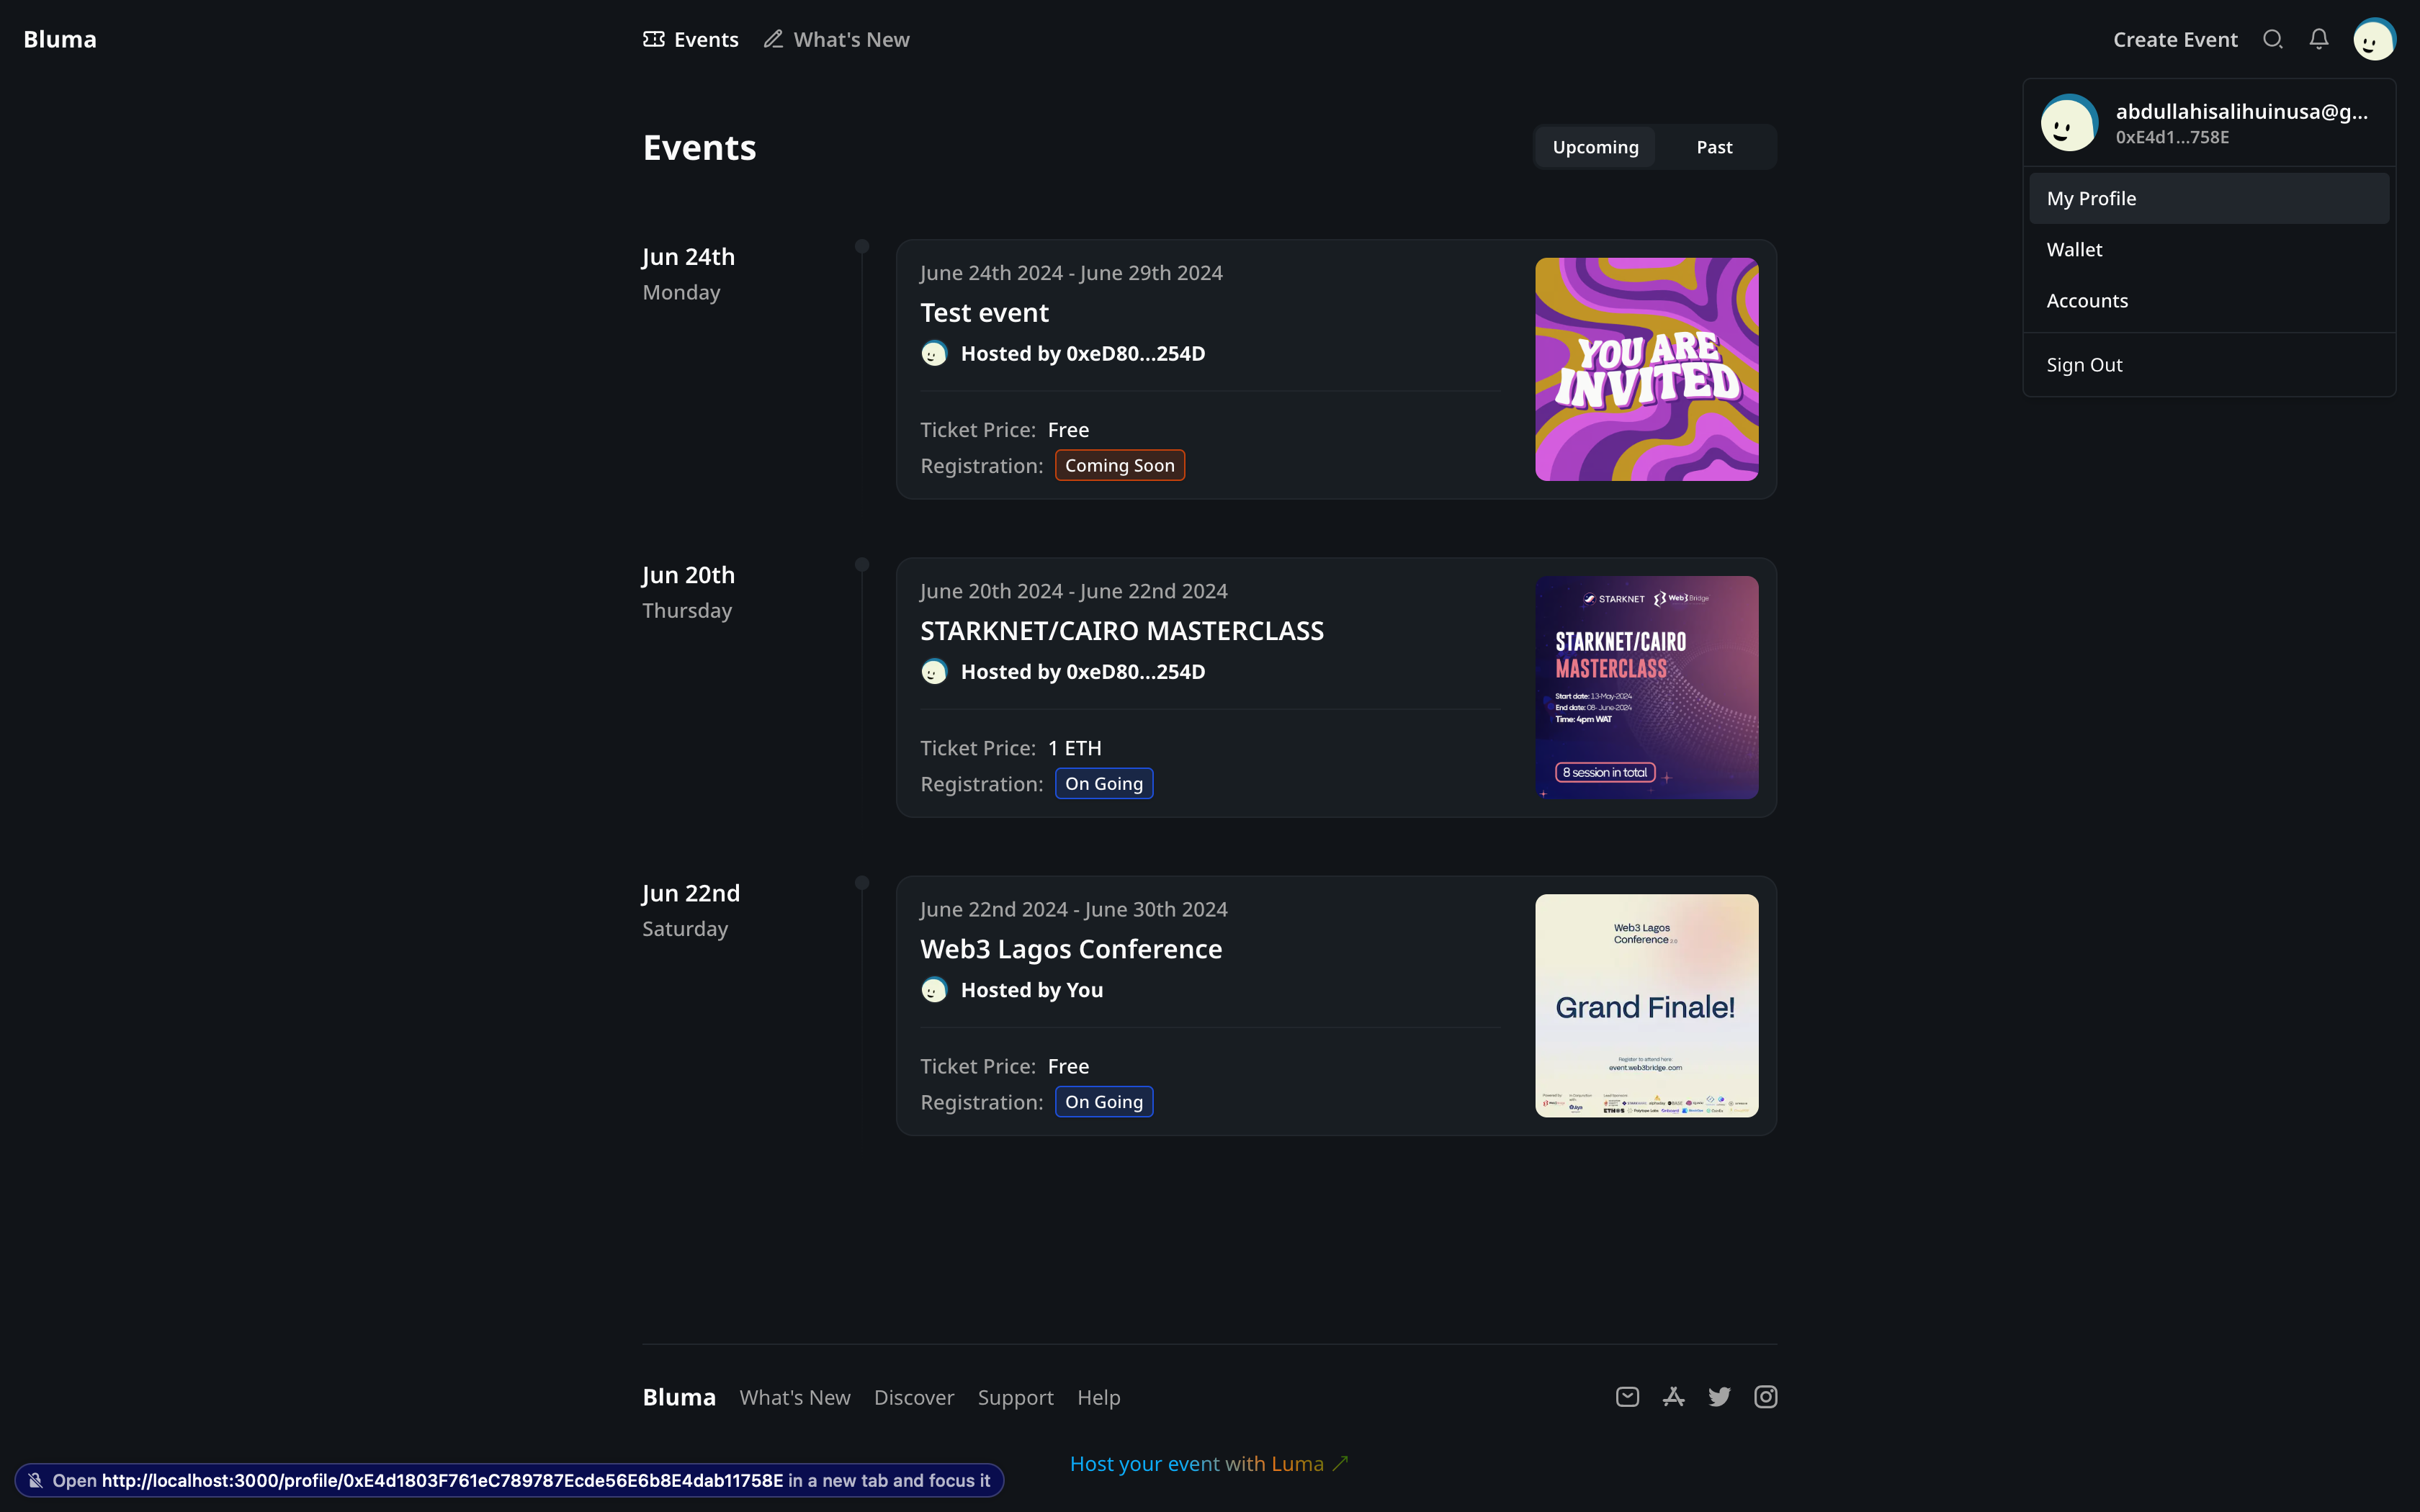 Bluma
Events
What's New
Create Event
abdullahisalihuinusa@g...
0xE4d1...758E
My Profile
Wallet
Accounts
Sign Out
Events
Upcoming
Past
Jun 24th
Monday
June 24th 2024 - June 29th 2024
Test event
Hosted by 0xeD80...254D
Ticket Price: Free
Registration: Coming Soon
YOU ARE
INVITED
Jun 20th
Thursday
June 20th 2024 - June 22nd 2024
STARKNET/CAIRO MASTERCLASS
Hosted by 0xeD80...254D
Ticket Price: 1 ETH
Registration: On Going
STARKNET Web3Bridge
STARKNET/CAIRO
MASTERCLASS
Start date: 13-May-2024
End date: 08-June-2024
Time: 4pm WAT
8 session in total
Jun 22nd
Saturday
June 22nd 2024 - June 30th 2024
Web3 Lagos Conference
Hosted by You
Ticket Price: Free
Registration: On Going
Web3 Lagos
Conference 2.0
Grand Finale!
Register to attend here:
event.web3bridge.com
Bluma
What's New
Discover
Support
Help
Host your event with Luma
Open http://localhost:3000/profile/0xE4d1803F761eC789787Ecde56E6b8E4dab11758E in a new tab and focus it